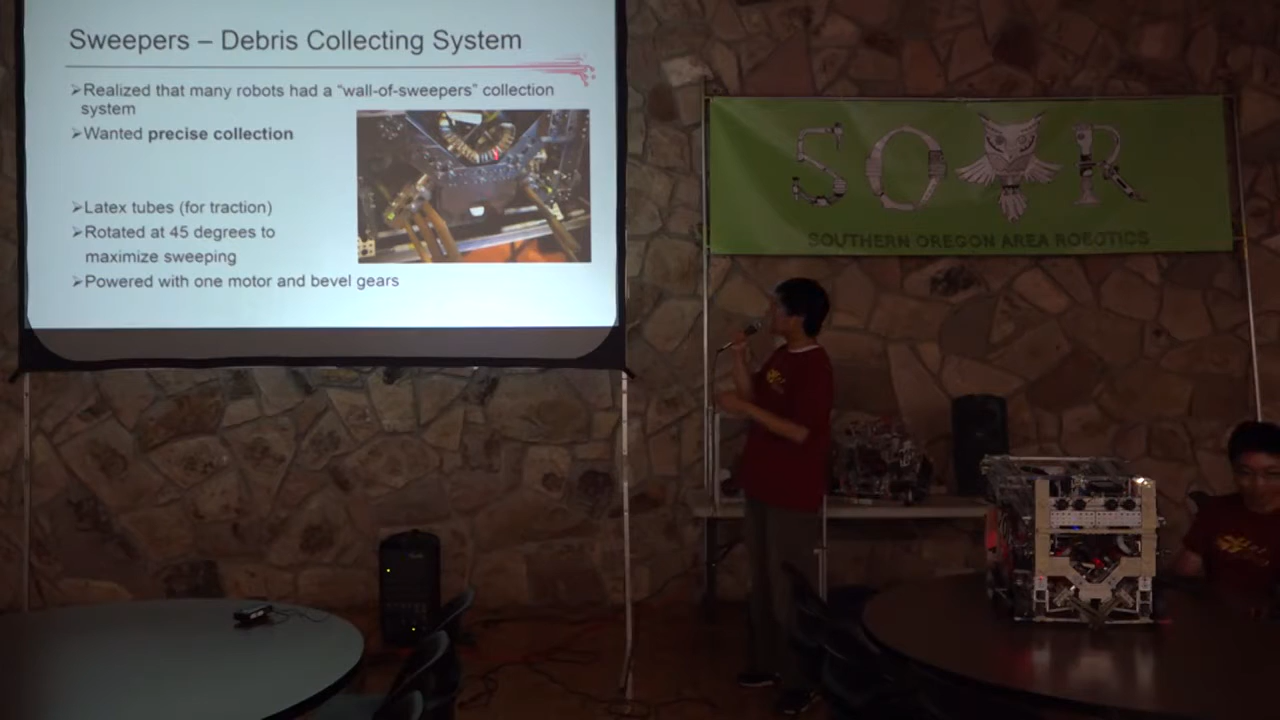 Sweepers – Debris Collecting System
➢Realized that many robots had a “wall-of-sweepers” collection
system
➢Wanted precise collection
➢Latex tubes (for traction)
➢Rotated at 45 degrees to
maximize sweeping
➢Powered with one motor and bevel gears
SOAR
SOUTHERN OREGON AREA ROBOTICS